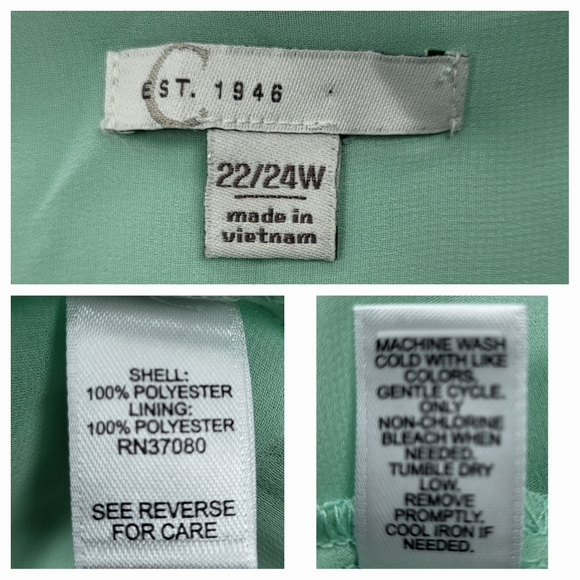 C
EST. 1946
22/24W
made in
vietnam
SHELL:
100% POLYESTER
LINING:
100% POLYESTER
RN37080
SEE REVERSE
FOR CARE
MACHINE WASH
COLD WITH LIKE
COLORS.
GENTLE CYCLE.
ONLY
NON-CHLORINE
BLEACH WHEN
NEEDED.
TUMBLE DRY
LOW.
REMOVE
PROMPTLY.
COOL IRON IF
NEEDED.